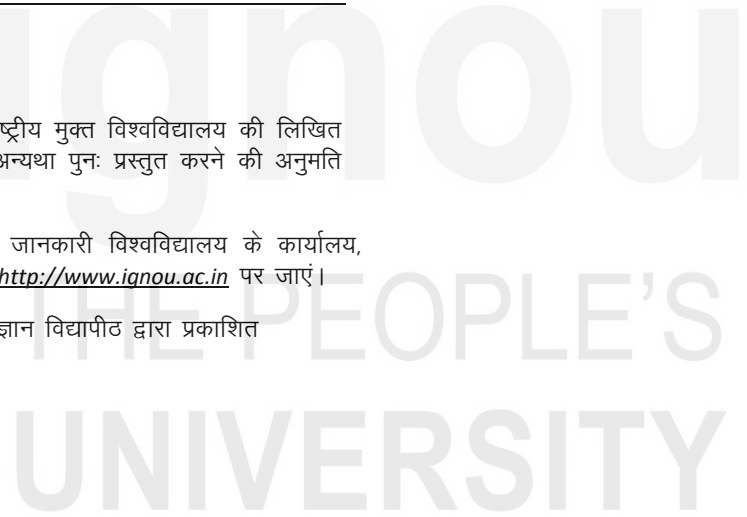 ignou
ष्ट्रीय मुक्त विश्वविद्यालय की लिखित
अन्यथा पुनः प्रस्तुत करने की अनुमति
जानकारी विश्वविद्यालय के कार्यालय,
http://www.ignou.ac.in पर जाएं।
ज्ञान विद्यापीठ द्वारा प्रकाशित
THE PEOPLE'S
UNIVERSITY